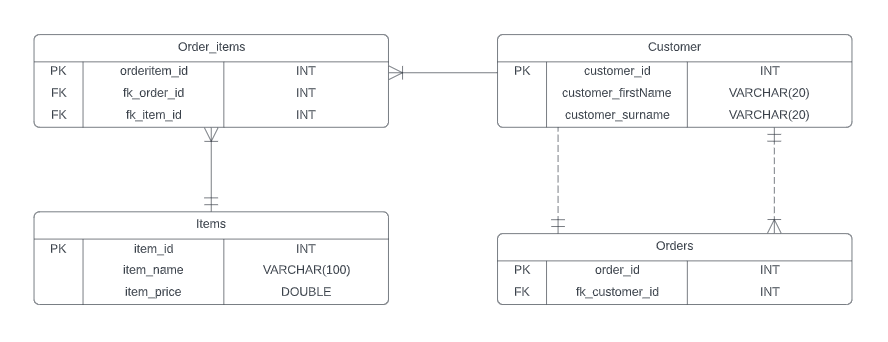 Order_items
PK orderitem_id INT
FK fk_order_id INT
FK fk_item_id INT
Customer
PK customer_id INT
customer_firstName VARCHAR(20)
customer_surname VARCHAR(20)
Items
PK item_id INT
item_name VARCHAR(100)
item_price DOUBLE
Orders
PK order_id INT
FK fk_customer_id INT